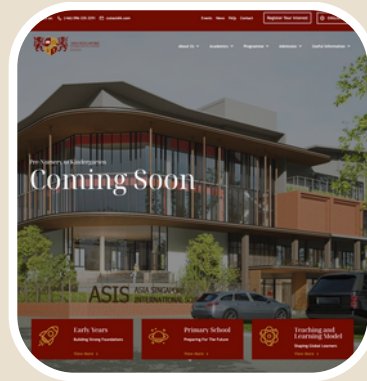 Events News FAQ Contact Register Your Interest
About Us Academics Programme Admission Useful Information
Pre-Nursery to Kindergarten
Coming Soon
ASIS ASIA SINGAPORE
INTERNATIONAL
Early Years
Building Strong Foundations
View More
Primary School
Preparing For The Future
View More
Teaching and
Learning Model
Shaping Global Learners
View More